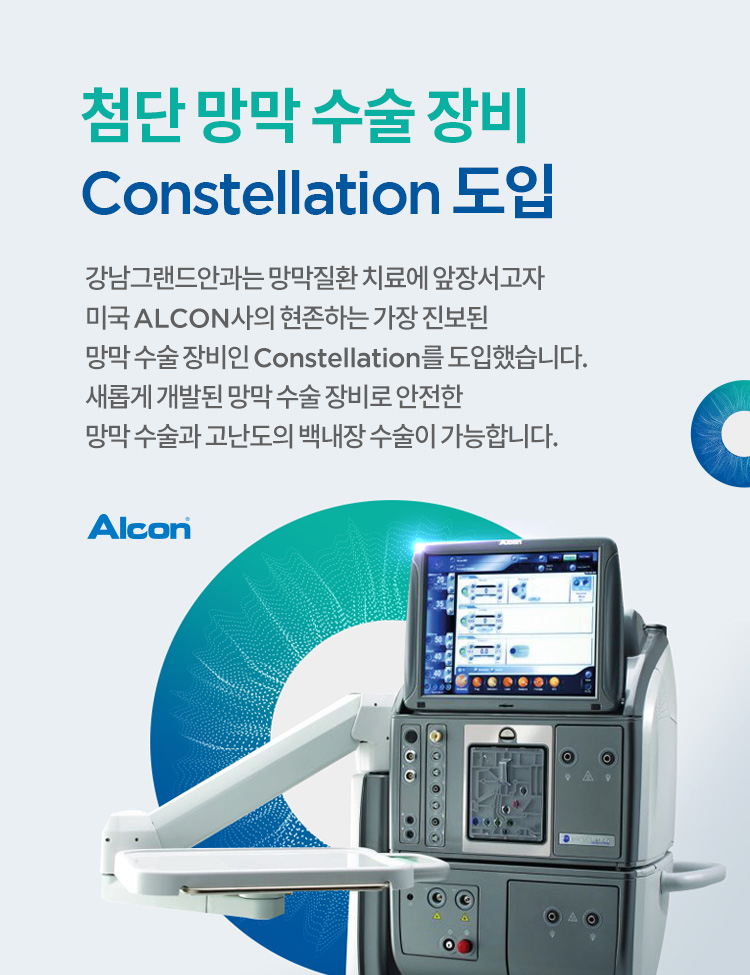 첨단 망막 수술 장비
Constellation 도입
강남그랜드안과는 망막질환 치료에 앞장서고자
미국 ALCON사의 현존하는 가장 진보된
망막 수술 장비인 Constellation를 도입했습니다.
새롭게 개발된 망막 수술 장비로 안전한
망막 수술과 고난도의 백내장 수술이 가능합니다.
Alcon®
Alcon